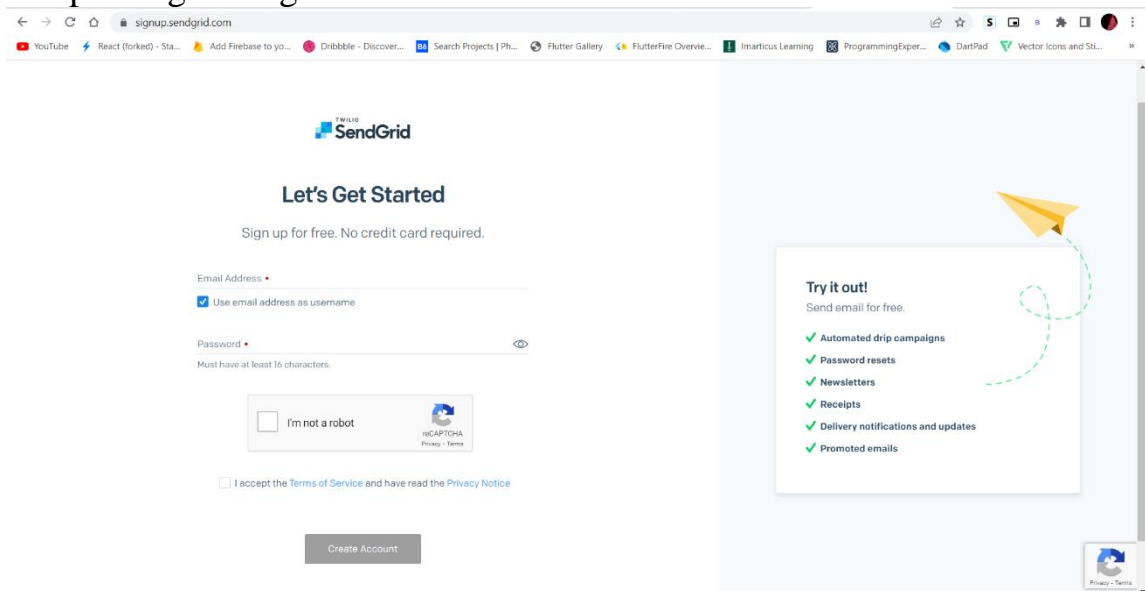 signup.sendgrid.com
YouTube React (forked) - Sta... Add Firebase to yo... Dribbble - Discover... Search Projects | Ph... Flutter Gallery FlutterFire Overvie... Imarticus Learning ProgrammingExper... DartPad Vector Icons and Sti... »
TWILIO
SendGrid
Let's Get Started
Sign up for free. No credit card required.
Email Address •
Use email address as username
Password •
Must have at least 16 characters.
I'm not a robot
reCAPTCHA
Privacy - Terms
I accept the Terms of Service and have read the Privacy Notice
Create Account
Try it out!
Send email for free.
Automated drip campaigns
Password resets
Newsletters
Receipts
Delivery notifications and updates
Promoted emails
Privacy - Terms